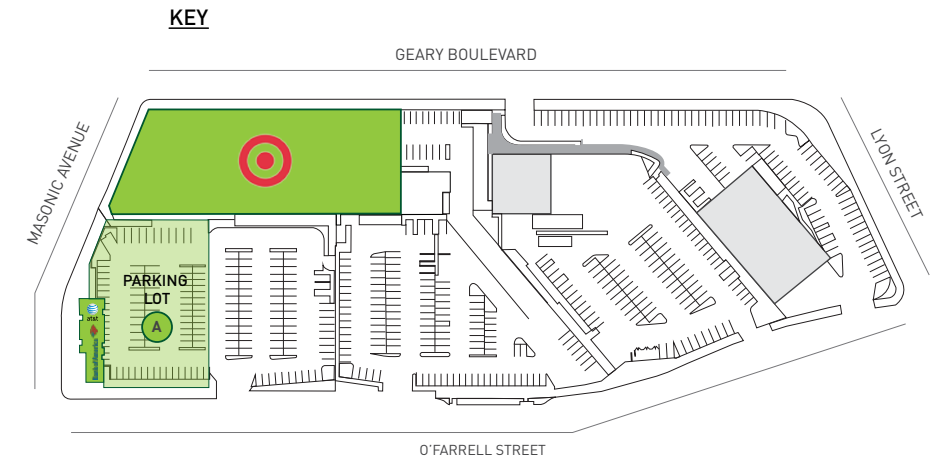 KEY
GEARY BOULEVARD
MASONIC AVENUE
LYON STREET
PARKING
LOT
A
at&t
Bank of America
O'FARRELL STREET